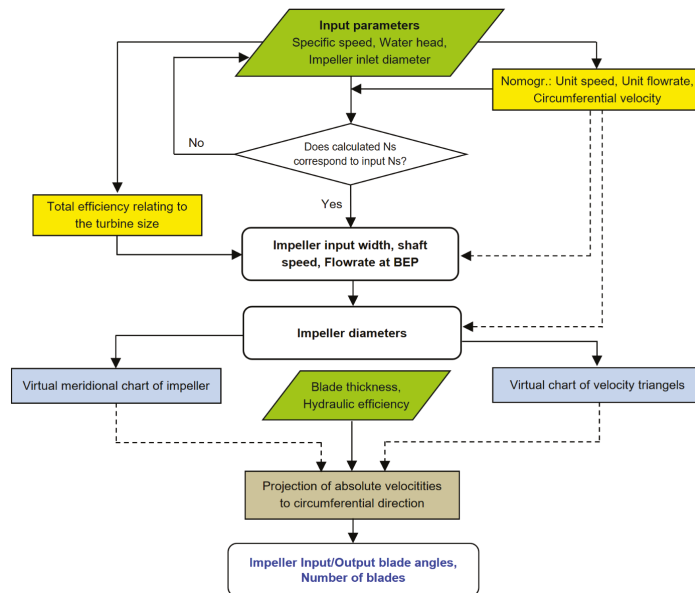 Input parameters
Specific speed, Water head,
Impeller inlet diameter
Nomogr.: Unit speed, Unit flowrate,
Circumferential velocity
No
Does calculated Ns
correspond to input Ns?
Yes
Total efficiency relating to
the turbine size
Impeller input width, shaft
speed, Flowrate at BEP
Impeller diameters
Virtual meridional chart of impeller
Blade thickness,
Hydraulic efficiency
Virtual chart of velocity triangels
Projection of absolute velocitities
to circumferential direction
Impeller Input/Output blade angles,
Number of blades